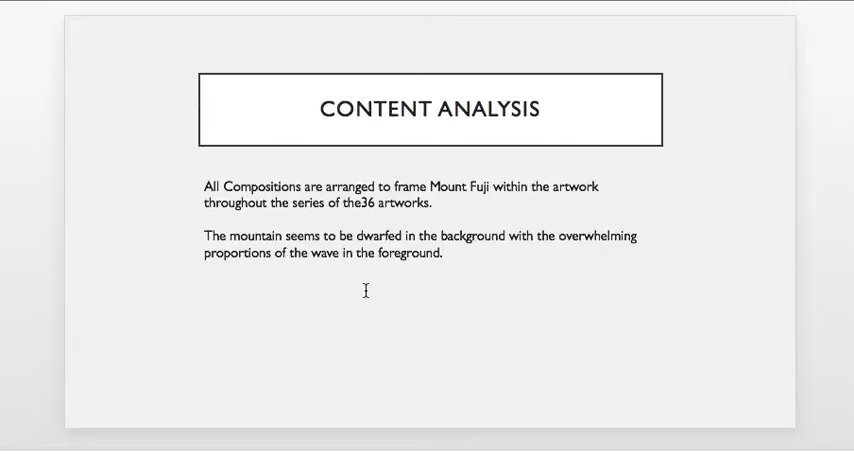 CONTENT ANALYSIS
All Compositions are arranged to frame Mount Fuji within the artwork
throughout the series of the36 artworks.
The mountain seems to be dwarfed in the background with the overwhelming
proportions of the wave in the foreground.